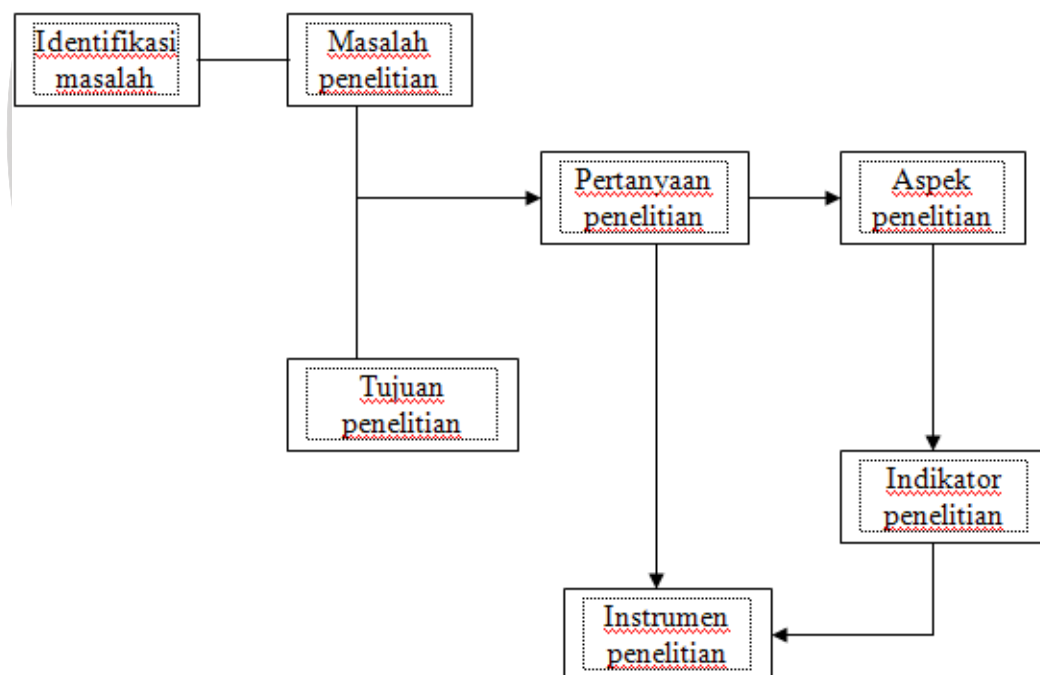 Identifikasi
masalah
Masalah
penelitian
Pertanyaan
penelitian
Aspek
penelitian
Tujuan
penelitian
Indikator
penelitian
Instrumen
penelitian